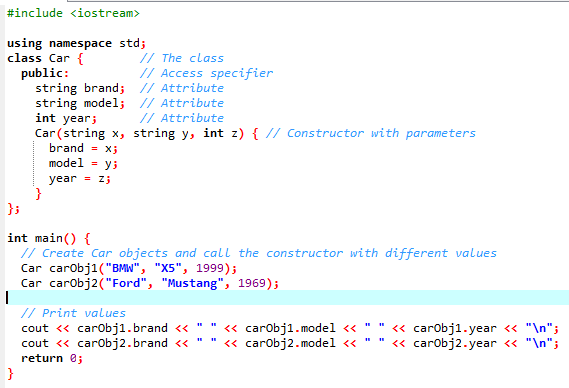 #include <iostream>
using namespace std;
class Car {        // The class
  public:          // Access specifier
    string brand;  // Attribute
    string model;  // Attribute
    int year;      // Attribute
    Car(string x, string y, int z) { // Constructor with parameters
      brand = x;
      model = y;
      year = z;
    }
};
int main() {
  // Create Car objects and call the constructor with different values
  Car carObj1("BMW", "X5", 1999);
  Car carObj2("Ford", "Mustang", 1969);
  // Print values
  cout << carObj1.brand << " " << carObj1.model << " " << carObj1.year << "\n";
  cout << carObj2.brand << " " << carObj2.model << " " << carObj2.year << "\n";
  return 0;
}